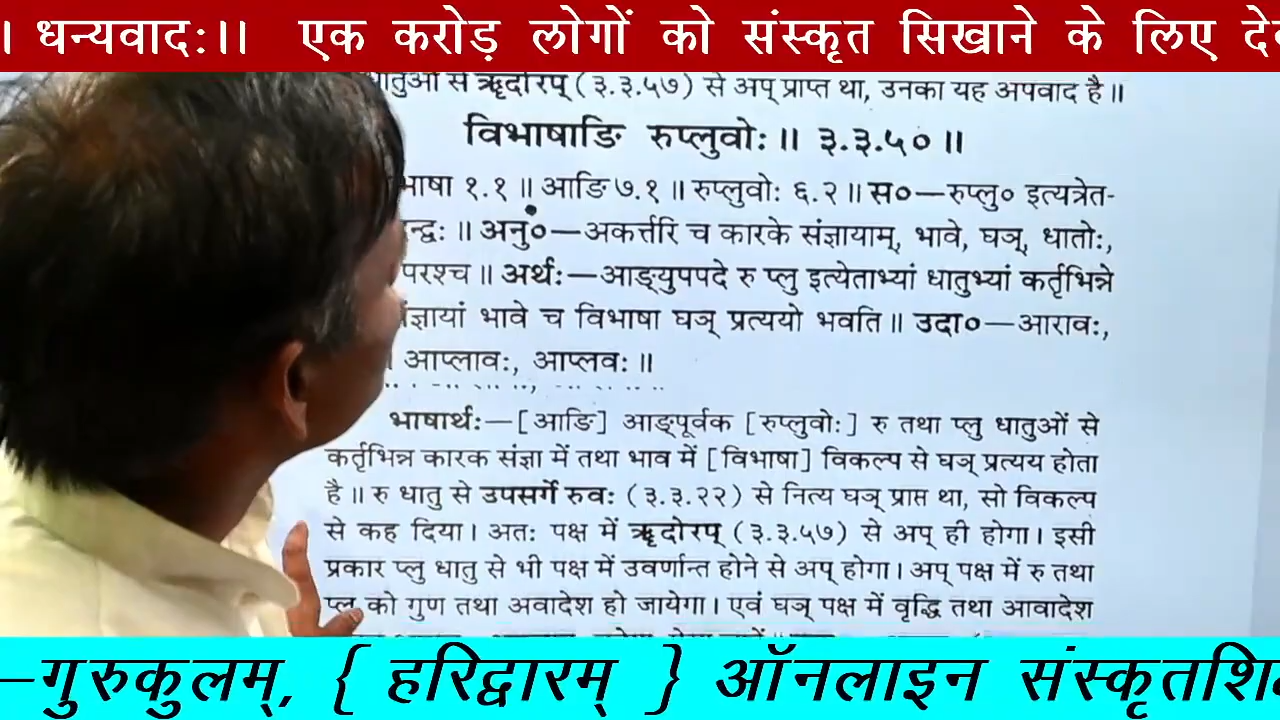 । धन्यवादः।। एक करोड़ लोगों को संस्कृत सिखाने के लिए
धातुओं से ॠदोरप् (३.३.५७) से अप् प्राप्त था, उनका यह अपवाद है॥
विभाषाङि रुप्लुवोः॥ ३.३.५०॥
भाषा १.१॥ आङि ७.१॥ रुप्लुवोः ६.२॥ स०—रुप्लु० इत्यत्रेत-
न्द्वः॥ अनु०—अकर्त्तरि च कारके संज्ञायाम्, भावे, घञ्, धातोः,
परश्च॥ अर्थः—आङ्युपपदे रु प्लु इत्येताभ्यां धातुभ्यां कर्तृभिन्ने
ंज्ञायां भावे च विभाषा घञ् प्रत्ययो भवति॥ उदा०—आरावः,
आप्लावः, आप्लवः॥
भाषार्थः—[आङि] आङ्पूर्वक [रुप्लुवोः] रु तथा प्लु धातुओं से
कर्तृभिन्न कारक संज्ञा में तथा भाव में [विभाषा] विकल्प से घञ् प्रत्यय होता
है॥ रु धातु से उपसर्गे रुवः (३.३.२२) से नित्य घञ् प्राप्त था, सो विकल्प
से कह दिया। अतः पक्ष में ॠदोरप् (३.३.५७) से अप् ही होगा। इसी
प्रकार प्लु धातु से भी पक्ष में उवर्णान्त होने से अप् होगा। अप् पक्ष में रु तथा
प्लु को गुण तथा अवादेश हो जायेगा। एवं घञ् पक्ष में वृद्धि तथा आवादेश
—गुरुकुलम्, { हरिद्वारम् } ऑनलाइन